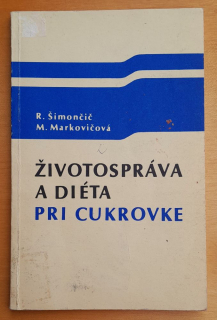 R. Šimončič
M. Markovičová
ŽIVOTOSPRÁVA
A DIÉTA
PRI CUKROVKE